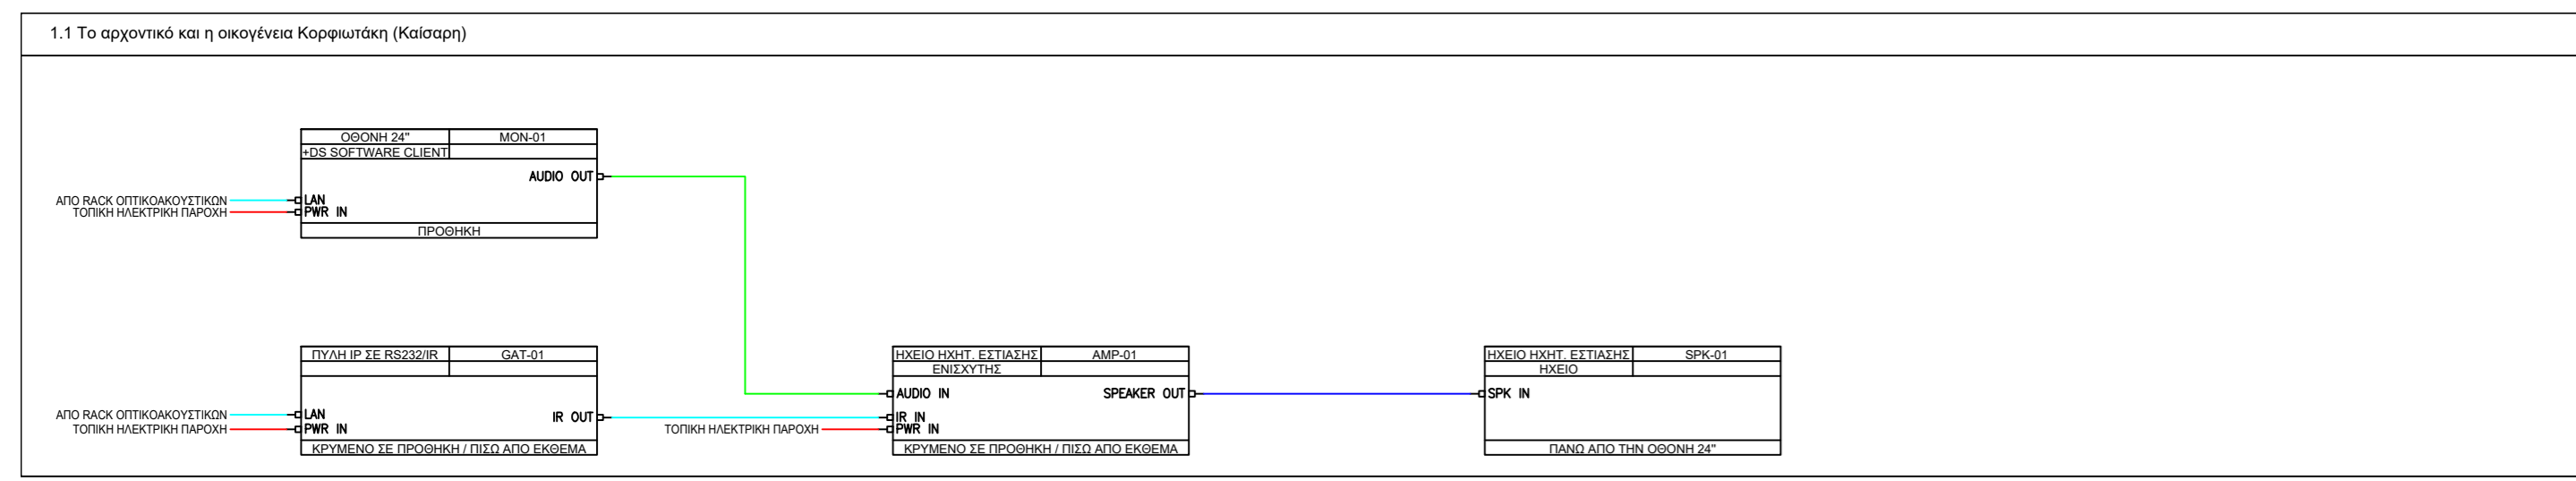 1.1 Το αρχοντικό και η οικογένεια Κορφιωτάκη (Καίσαρη)
ΟΘΟΝΗ 24" MON-01
+DS SOFTWARE CLIENT
AUDIO OUT
ΑΠΟ RACK ΟΠΤΙΚΟΑΚΟΥΣΤΙΚΩΝ LAN
ΤΟΠΙΚΗ ΗΛΕΚΤΡΙΚΗ ΠΑΡΟΧΗ PWR IN
ΠΡΟΘΗΚΗ
ΠΥΛΗ IP ΣΕ RS232/IR GAT-01
ΑΠΟ RACK ΟΠΤΙΚΟΑΚΟΥΣΤΙΚΩΝ LAN
IR OUT
ΤΟΠΙΚΗ ΗΛΕΚΤΡΙΚΗ ΠΑΡΟΧΗ PWR IN
ΚΡΥΜΕΝΟ ΣΕ ΠΡΟΘΗΚΗ / ΠΙΣΩ ΑΠΟ ΕΚΘΕΜΑ
ΗΧΕΙΟ ΗΧΗΤ. ΕΣΤΙΑΣΗΣ AMP-01
ΕΝΙΣΧΥΤΗΣ
AUDIO IN SPEAKER OUT
IR IN
ΤΟΠΙΚΗ ΗΛΕΚΤΡΙΚΗ ΠΑΡΟΧΗ PWR IN
ΚΡΥΜΕΝΟ ΣΕ ΠΡΟΘΗΚΗ / ΠΙΣΩ ΑΠΟ ΕΚΘΕΜΑ
ΗΧΕΙΟ ΗΧΗΤ. ΕΣΤΙΑΣΗΣ SPK-01
ΗΧΕΙΟ
SPK IN
ΠΑΝΩ ΑΠΟ ΤΗΝ ΟΘΟΝΗ 24"